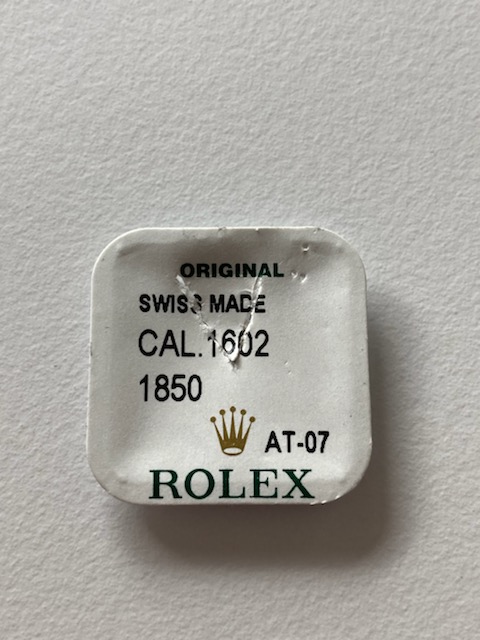 ORIGINAL
SWISS MADE
CAL.1602
1850
AT-07
ROLEX